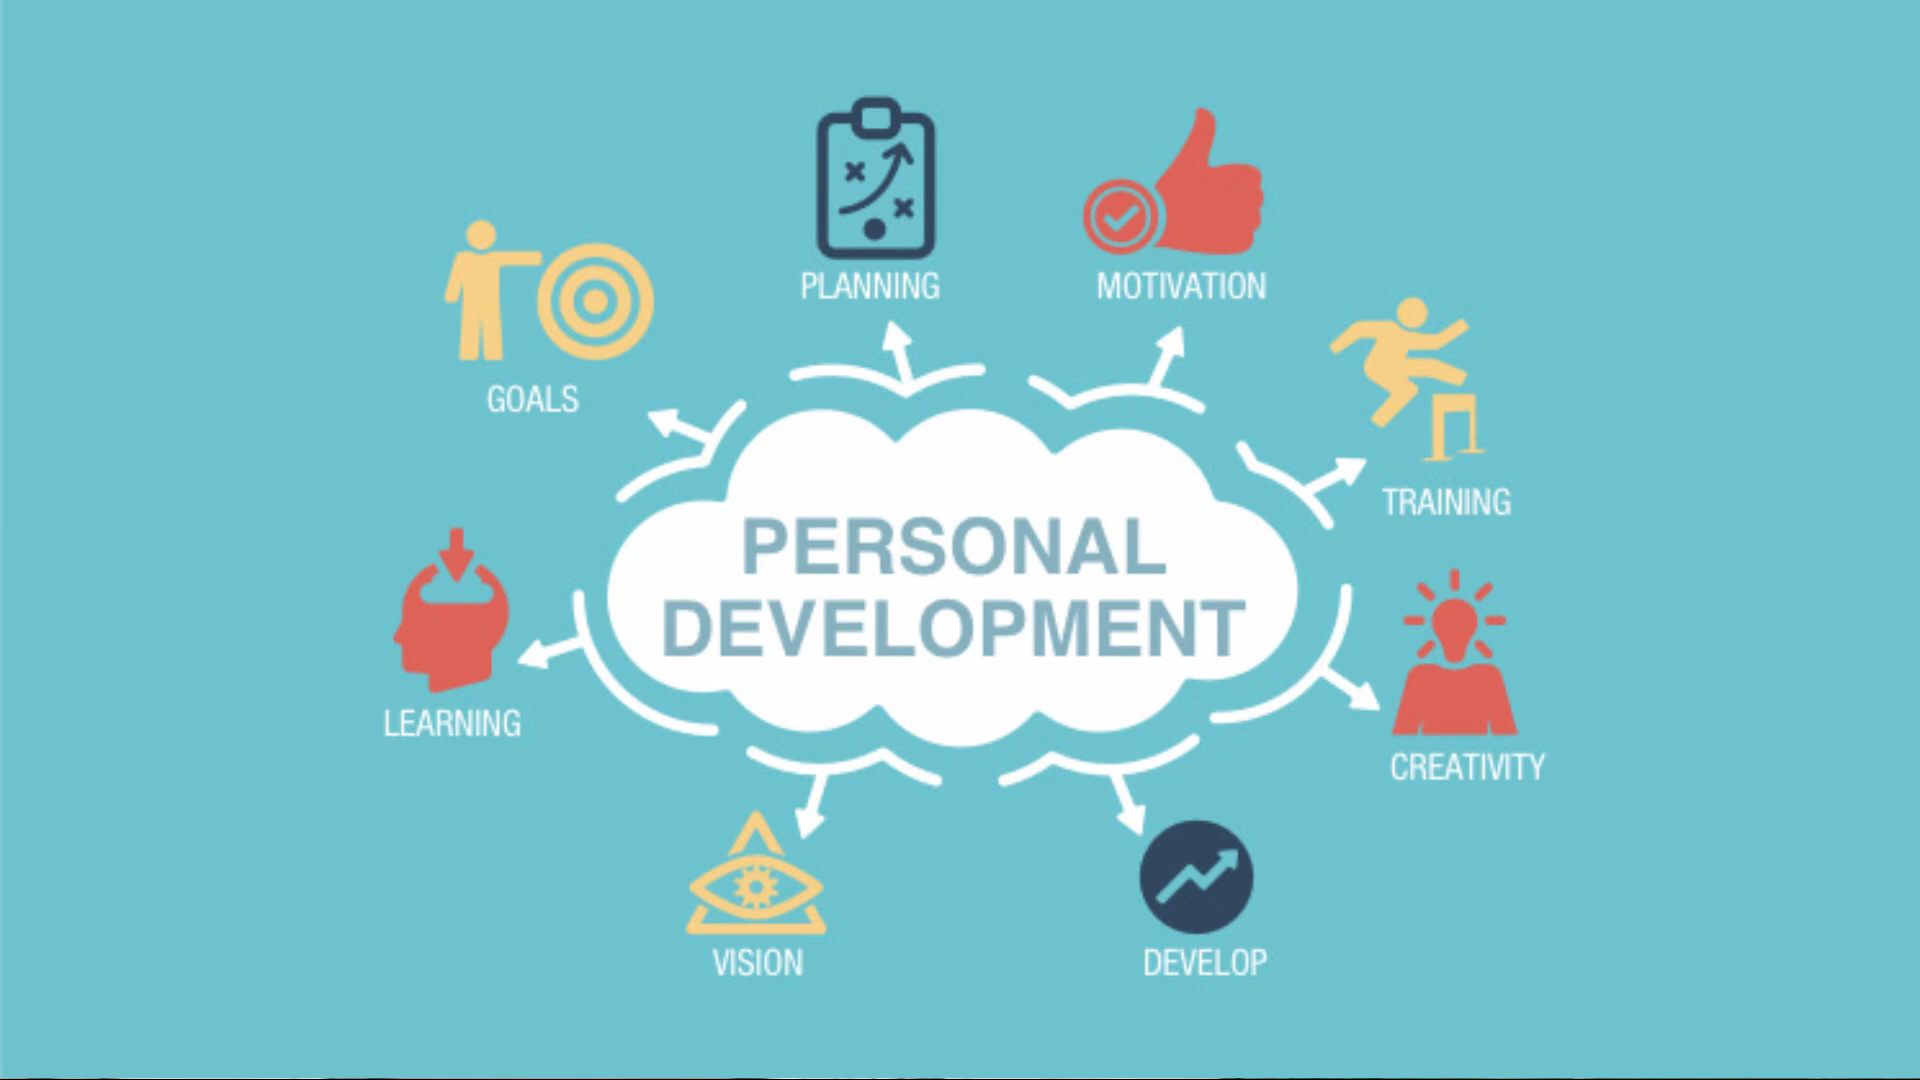 PLANNING
MOTIVATION
GOALS
TRAINING
PERSONAL
DEVELOPMENT
LEARNING
CREATIVITY
VISION
DEVELOP